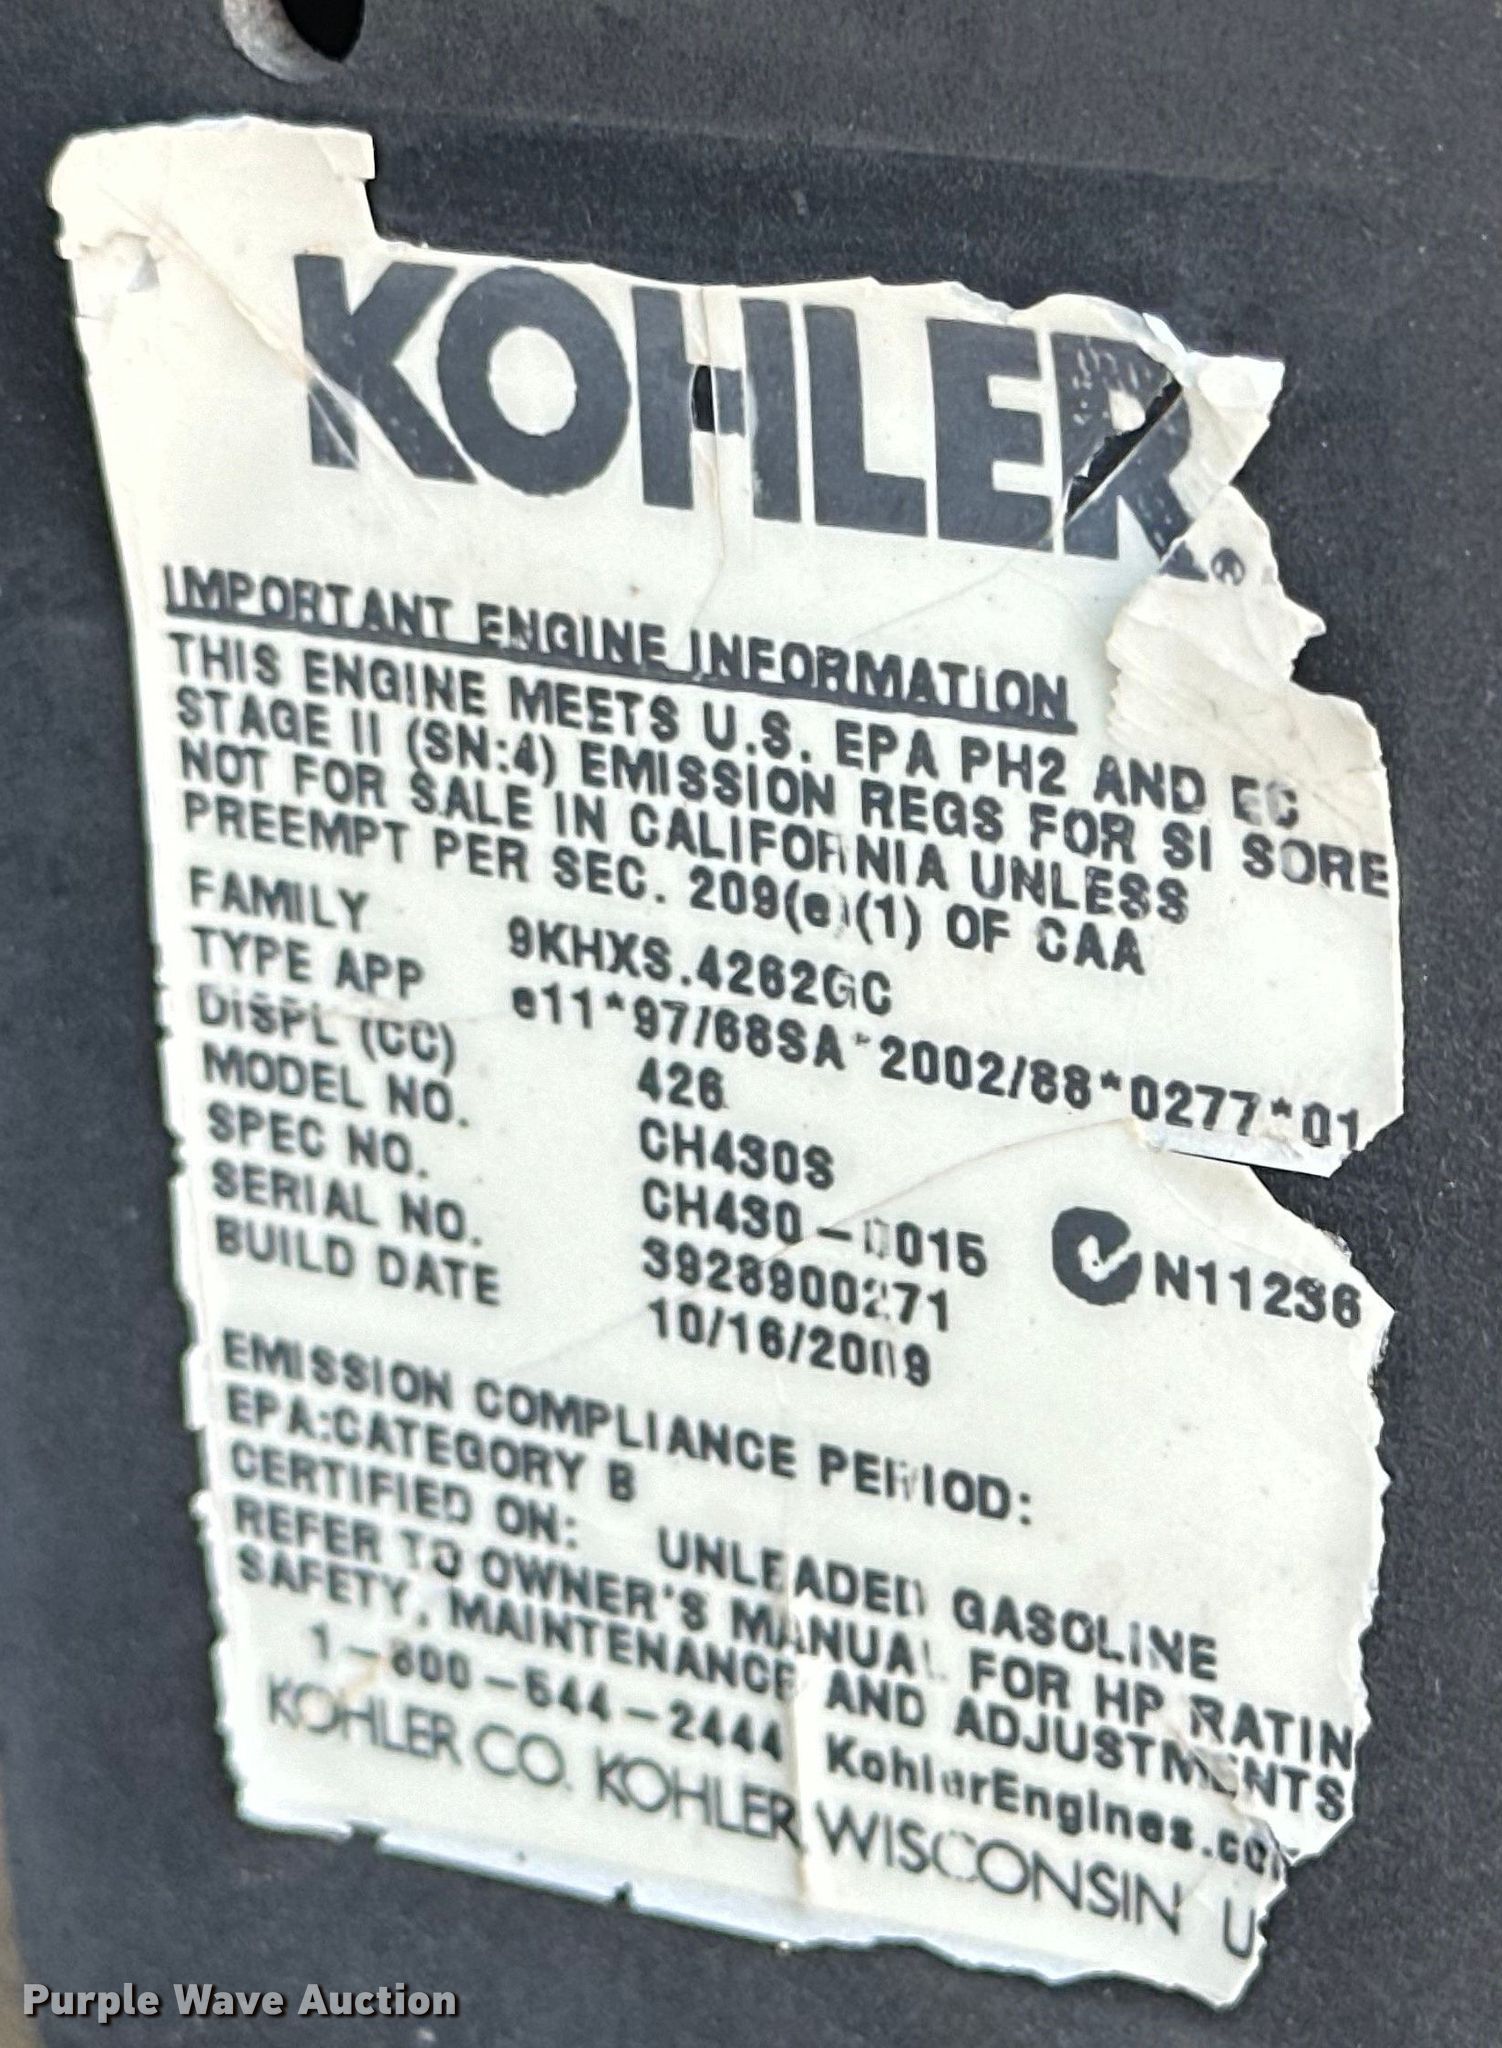 KOHLER®
IMPORTANT ENGINE INFORMATION
THIS ENGINE MEETS U.S. EPA PH2 AND EC
STAGE II (SN:4) EMISSION REGS FOR SI SORE
NOT FOR SALE IN CALIFORNIA UNLESS
PREEMPT PER SEC. 209(e)(1) OF CAA
FAMILY 9KHXS.4262GC
TYPE APP e11*97/68SA*2002/88*0277*01
DISPL (CC) 426
MODEL NO. CH430S
SPEC NO. CH430-0015 N11236
SERIAL NO. 3928900271
BUILD DATE 10/16/2009
EMISSION COMPLIANCE PERIOD:
EPA:CATEGORY B
CERTIFIED ON: UNLEADED GASOLINE
REFER TO OWNER'S MANUAL FOR HP RATIN
SAFETY, MAINTENANCE AND ADJUSTMENTS
1-800-544-2444 KohlerEngines.co
KOHLER CO. KOHLER, WISCONSIN U
Purple Wave Auction